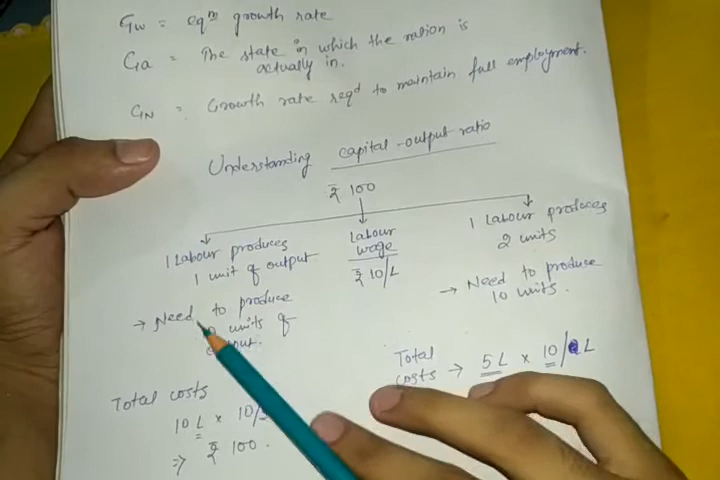 Gw = eqm growth rate
Ga = The state in which the nation is
actually in.
GN = Growth rate reqd to maintain full employment.
Understanding capital-output ratio
₹ 100
1 Labour produces
1 unit of output
Labour
wage
₹ 10/L
1 Labour produces
2 units
→ Need to produce
units of
→ Need to produce
10 units.
Total costs
10 L × 10/
⇒ ₹ 100.
Total
costs → 5L × 10/ L